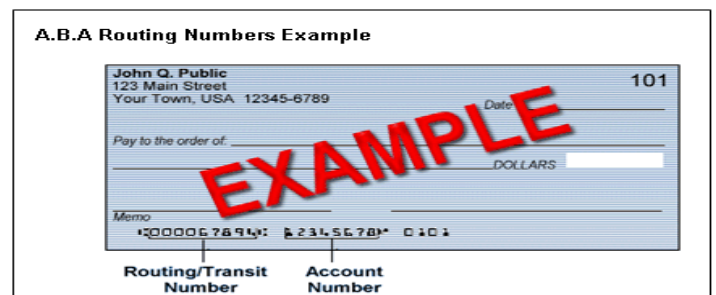 A.B.A Routing Numbers Example
John Q. Public
101
123 Main Street
Your Town, USA 12345-6789
Date
Pay to the order of:
EXAMPLE
DOLLARS
Memo
⑆000067894⑆ 12345678⑈ 0101
Routing/Transit Number
Account Number